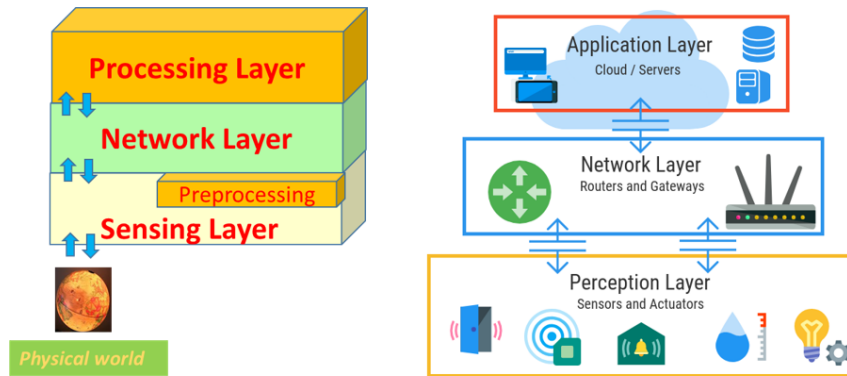 Processing Layer
Network Layer
Preprocessing
Sensing Layer
Physical world
Application Layer
Cloud / Servers
Network Layer
Routers and Gateways
Perception Layer
Sensors and Actuators